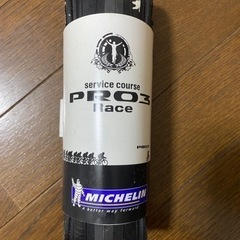 service course
PRO3
Race
MICHELIN
a better way forward